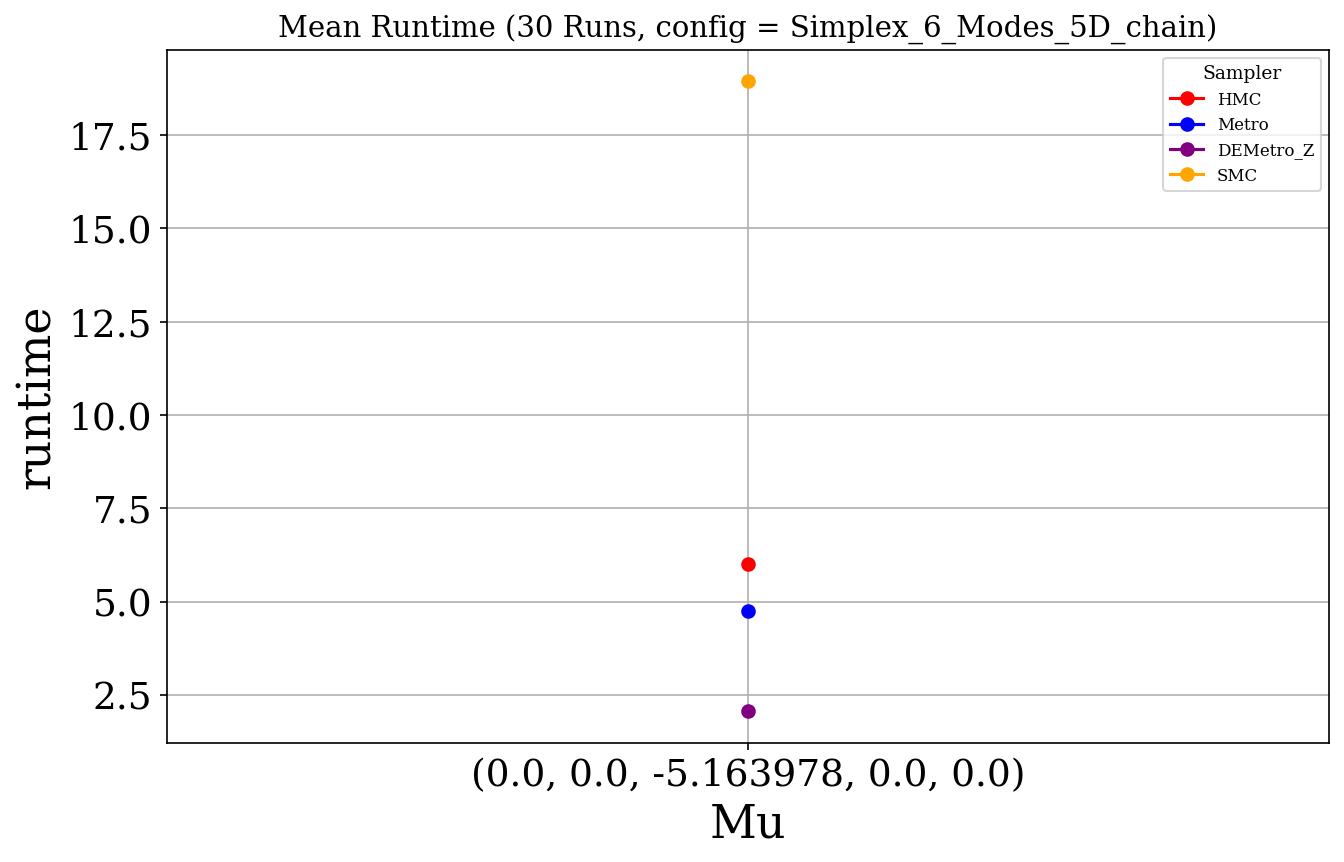 Mean Runtime (30 Runs, config = Simplex_6_Modes_5D_chain)
Sampler
HMC
Metro
DEMetro_Z
SMC
17.5
15.0
12.5
10.0
7.5
5.0
2.5
runtime
(0.0, 0.0, -5.163978, 0.0, 0.0)
Mu